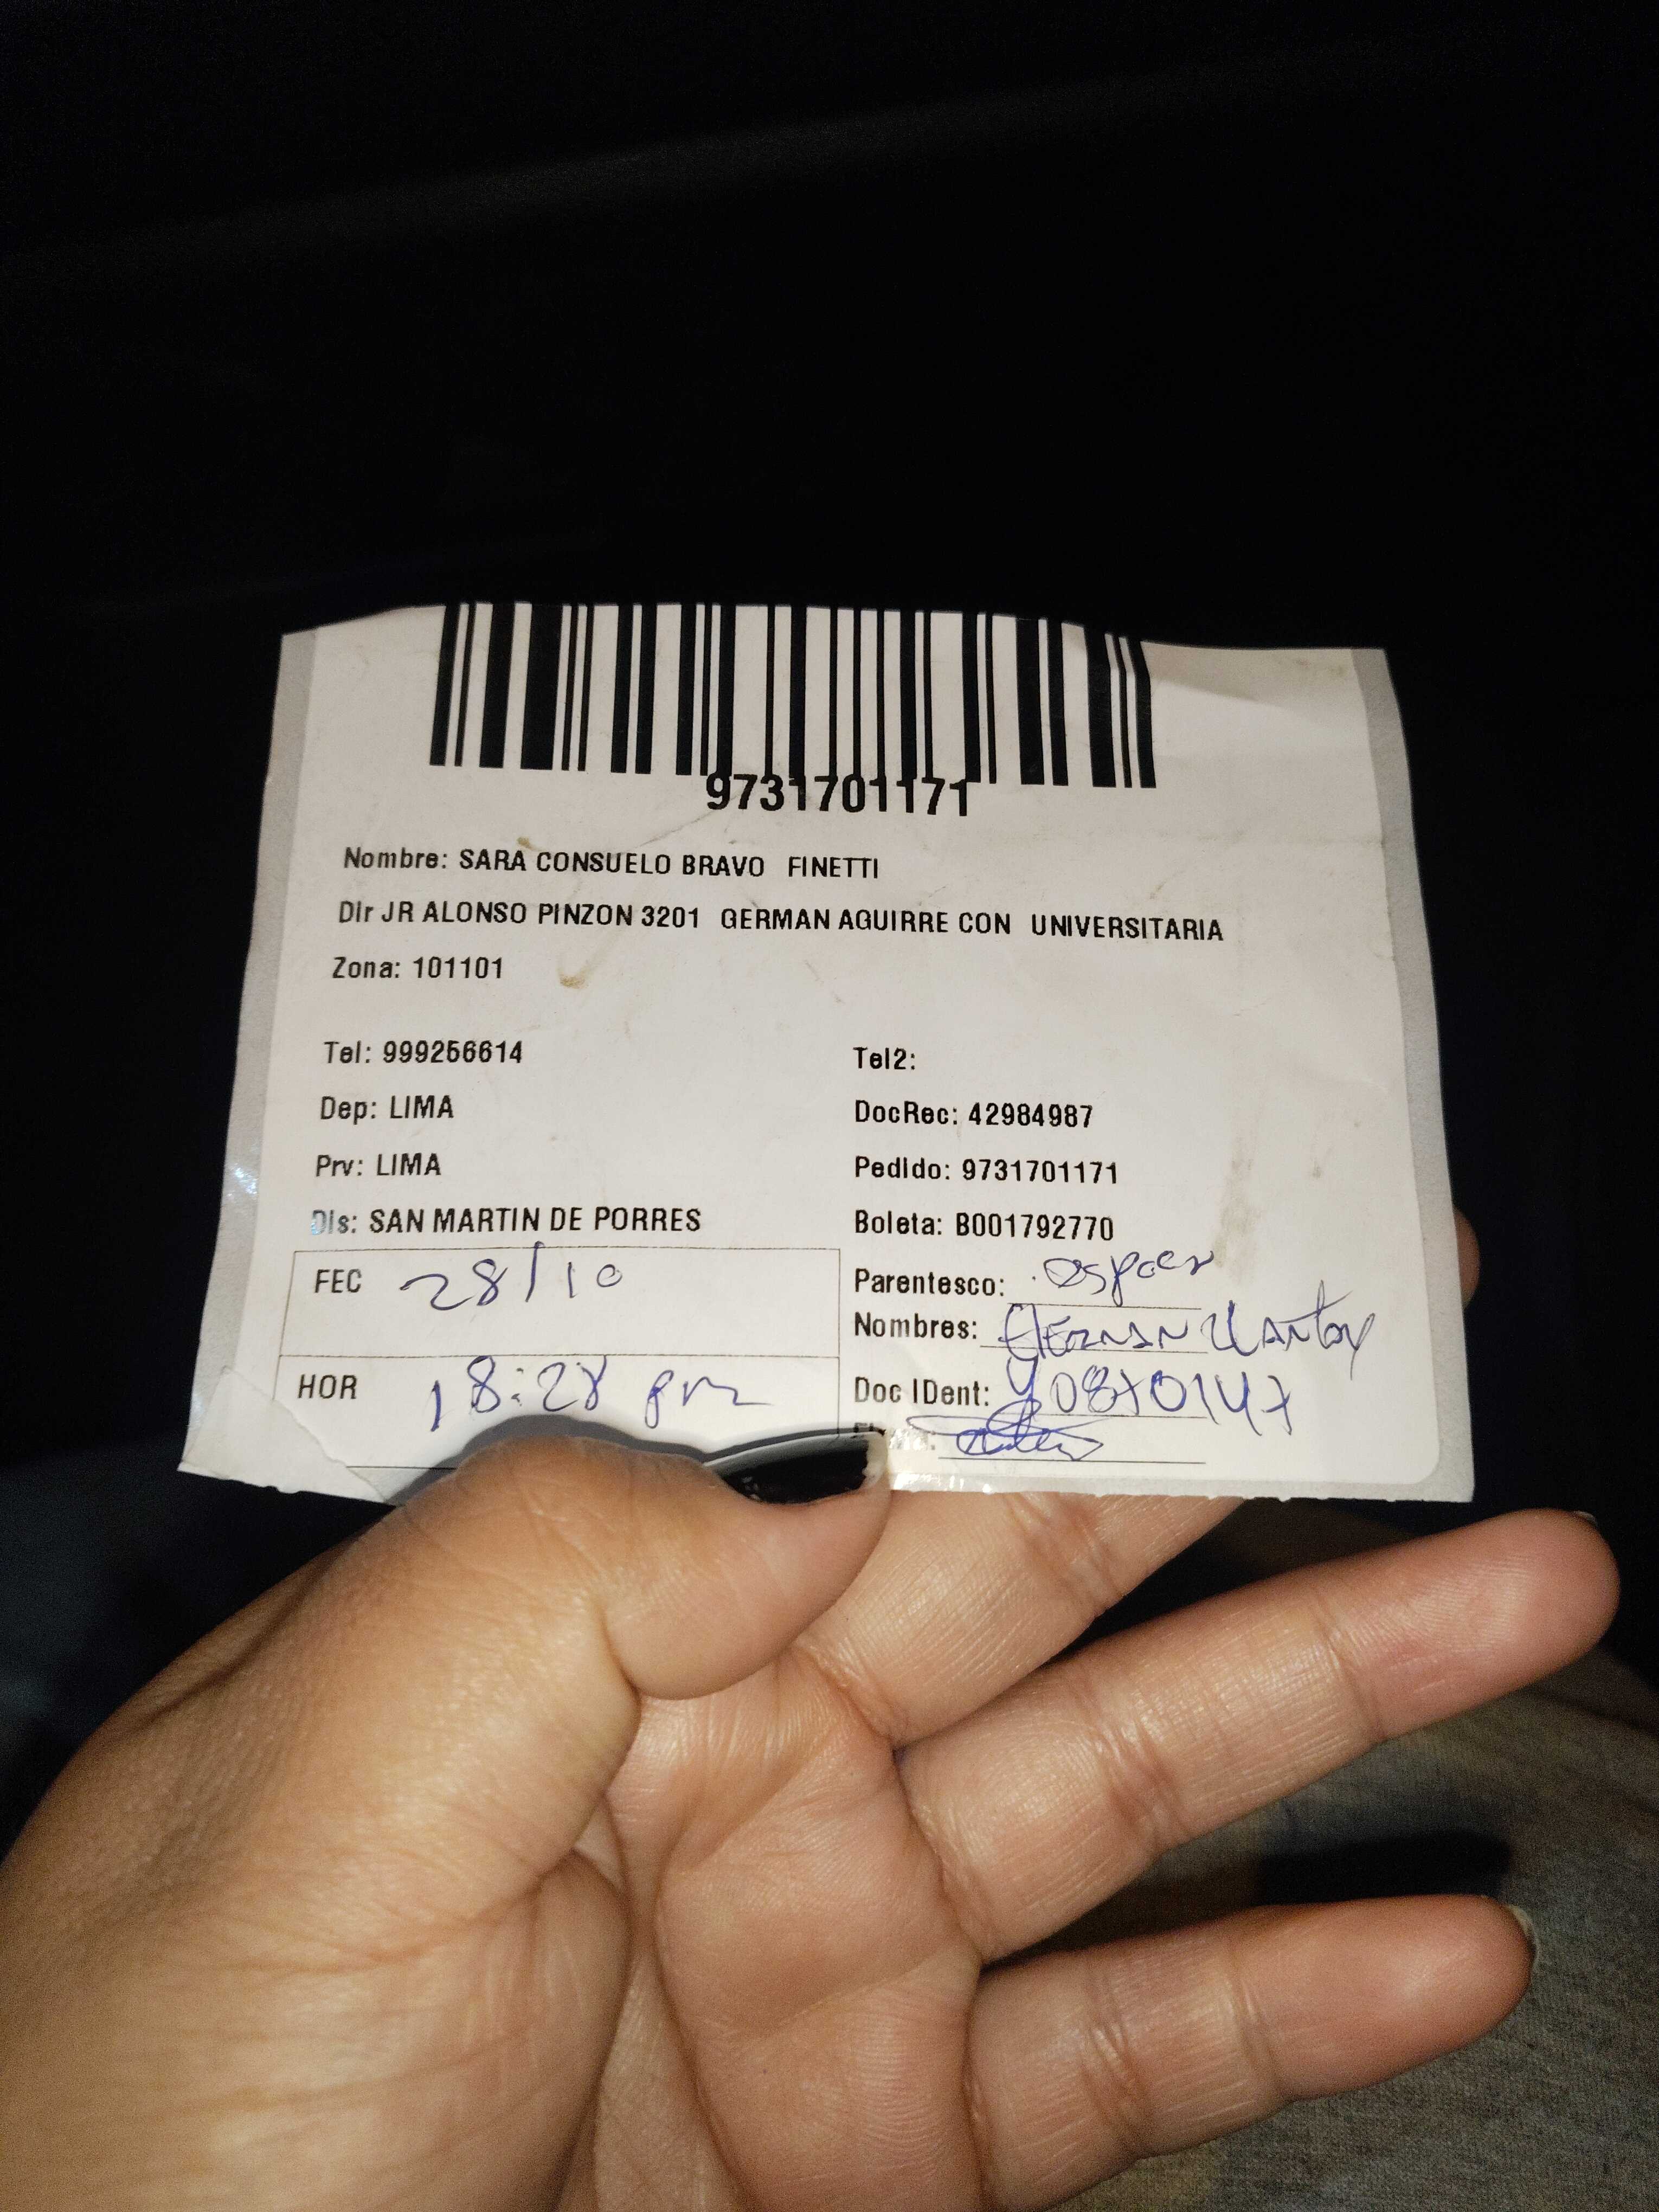 9731701171
Nombre: SARA CONSUELO BRAVO FINETTI
Dir JR ALONSO PINZON 3201 GERMAN AGUIRRE CON UNIVERSITARIA
Zona: 101101
Tel: 999256614 Tel2:
Dep: LIMA DocRec: 42984987
Prv: LIMA Pedido: 9731701171
Dis: SAN MARTIN DE PORRES Boleta: B001792770
FEC 28/10 Parentesco:
Nombres:
HOR 18:28 pm Doc IDent: